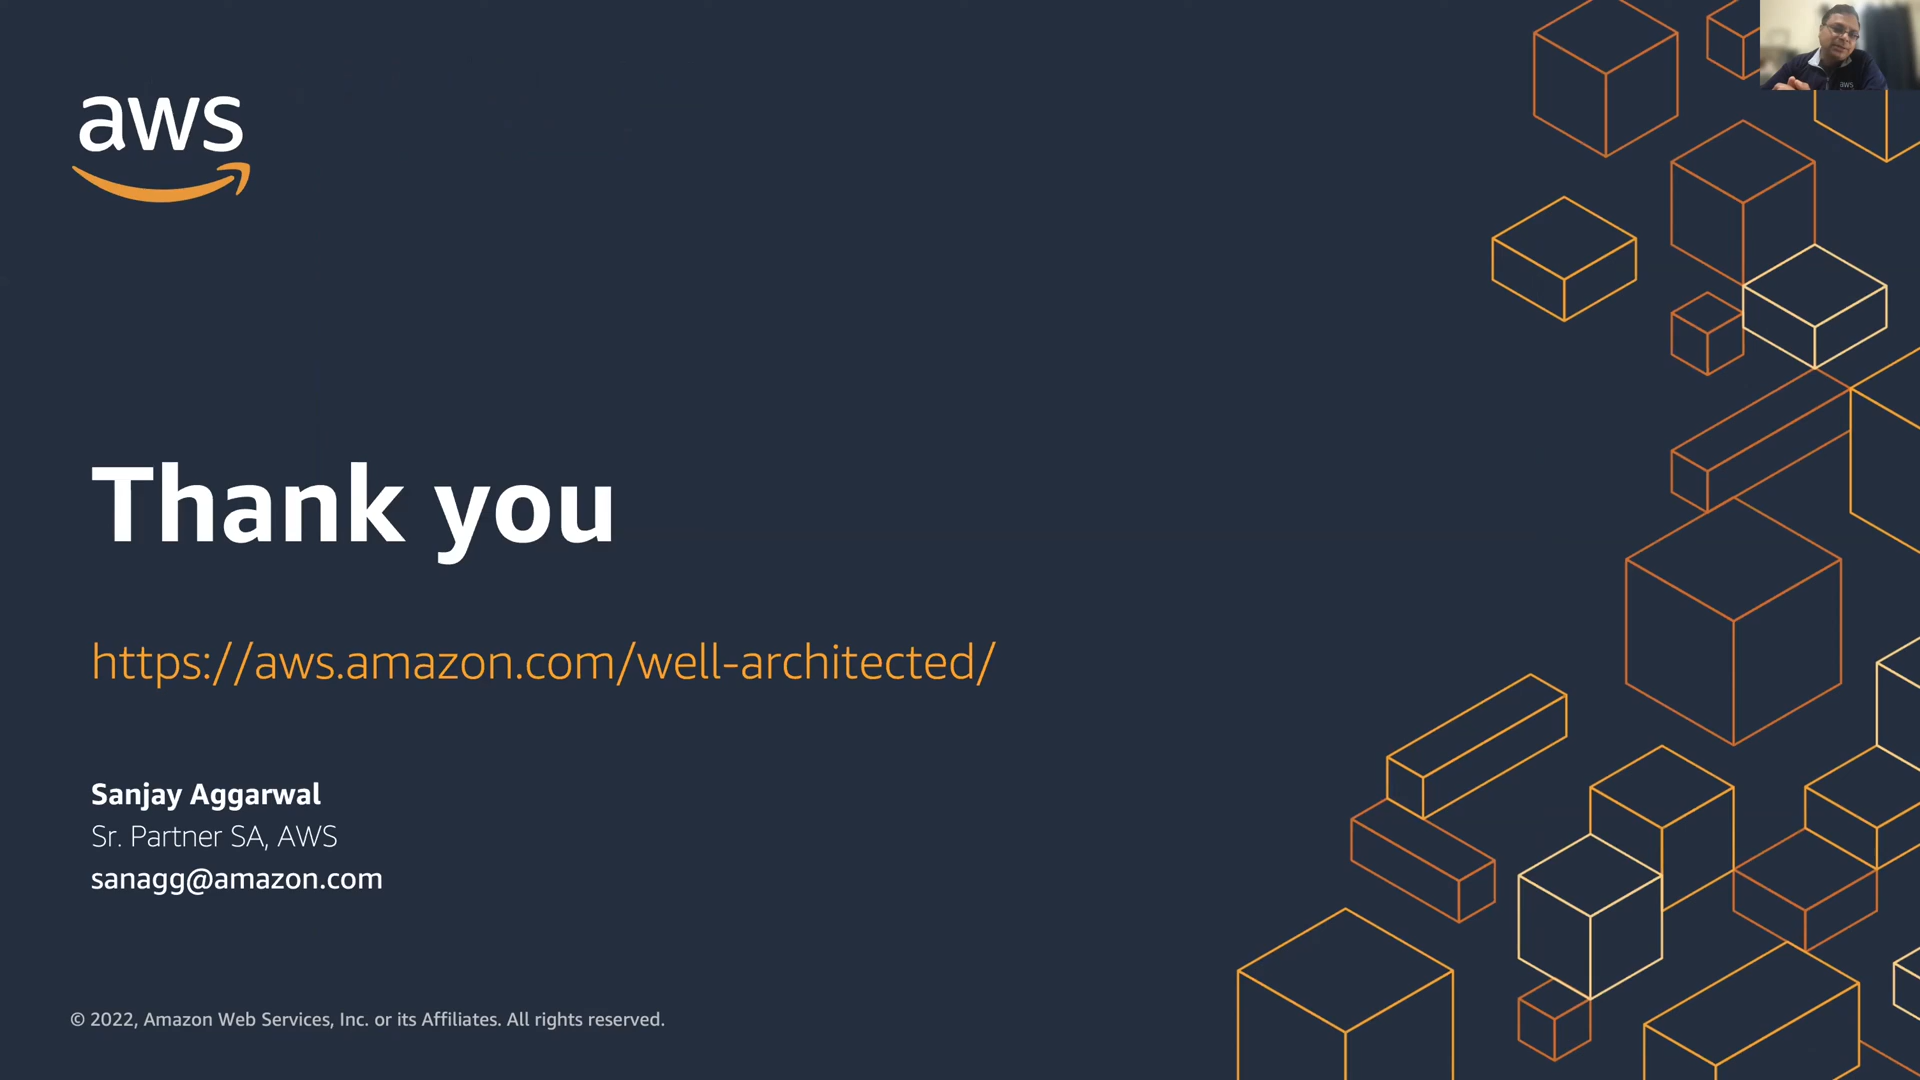 aws
Thank you
https://aws.amazon.com/well-architected/
Sanjay Aggarwal
Sr. Partner SA, AWS
sanagg@amazon.com
© 2022, Amazon Web Services, Inc. or its Affiliates. All rights reserved.
aws